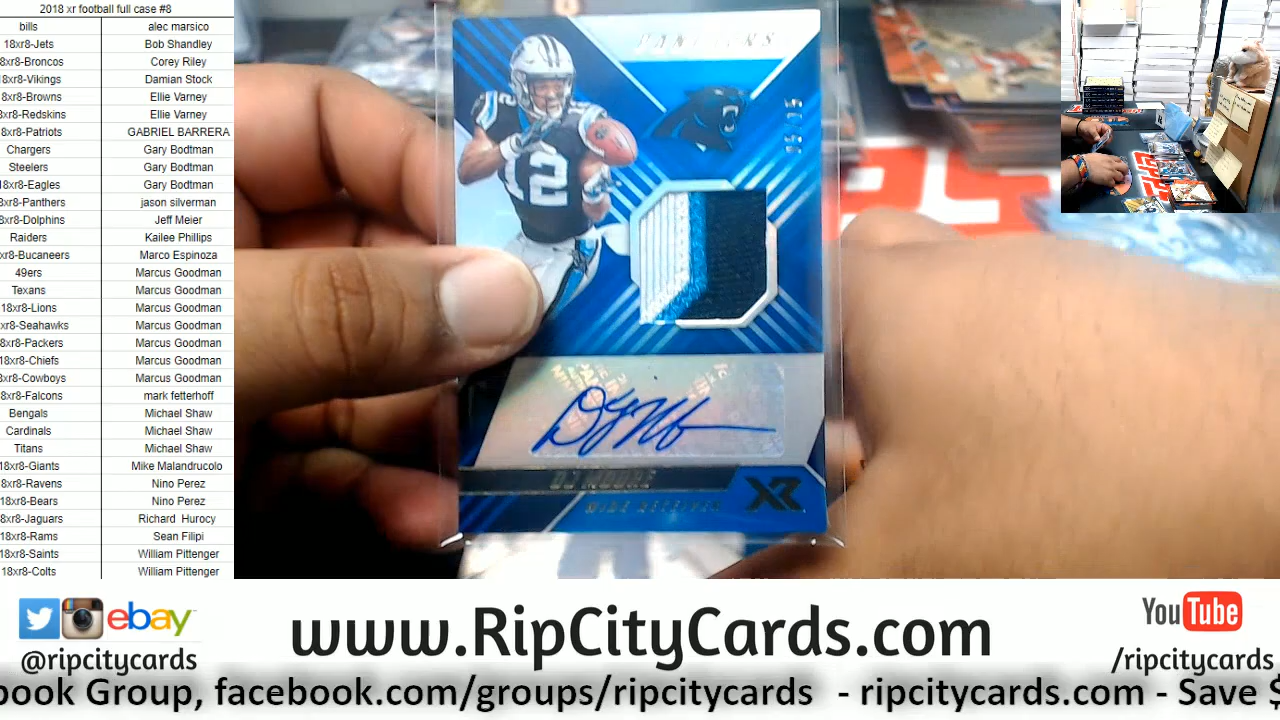 2018 xr football full case #8
bills alec marsico
18xr8-Jets Bob Shandley
8xr8-Broncos Corey Riley
18xr8-Vikings Damian Stock
8xr8-Browns Ellie Varney
8xr8-Redskins Ellie Varney
8xr8-Patriots GABRIEL BARRERA
Chargers Gary Bodtman
Steelers Gary Bodtman
18xr8-Eagles Gary Bodtman
8xr8-Panthers jason silverman
18xr8-Dolphins Jeff Meier
Raiders Kailee Phillips
xr8-Bucaneers Marco Espinoza
49ers Marcus Goodman
Texans Marcus Goodman
18xr8-Lions Marcus Goodman
xr8-Seahawks Marcus Goodman
8xr8-Packers Marcus Goodman
8xr8-Chiefs Marcus Goodman
8xr8-Cowboys Marcus Goodman
8xr8-Falcons mark fetterhoff
Bengals Michael Shaw
Cardinals Michael Shaw
Titans Michael Shaw
18xr8-Giants Mike Malandrucolo
8xr8-Ravens Nino Perez
18xr8-Bears Nino Perez
8xr8-Jaguars Richard Hurocy
18xr8-Rams Sean Filipi
18xr8-Saints William Pittenger
18xr8-Colts William Pittenger
PANTHERS
12
DJ MOORE
WIDE RECEIVER
XR
ebay
@ripcitycards
www.RipCityCards.com
YouTube
/ripcitycards
book Group, facebook.com/groups/ripcitycards - ripcitycards.com - Save $